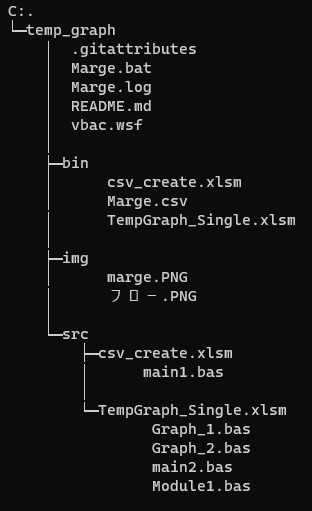 C:.
└─temp_graph
    │  .gitattributes
    │  Marge.bat
    │  Marge.log
    │  README.md
    │  vbac.wsf
    │
    ├─bin
    │      csv_create.xlsm
    │      Marge.csv
    │      TempGraph_Single.xlsm
    │
    ├─img
    │      marge.PNG
    │      フロー.PNG
    │
    └─src
        ├─csv_create.xlsm
        │      main1.bas
        │
        └─TempGraph_Single.xlsm
                Graph_1.bas
                Graph_2.bas
                main2.bas
                Module1.bas